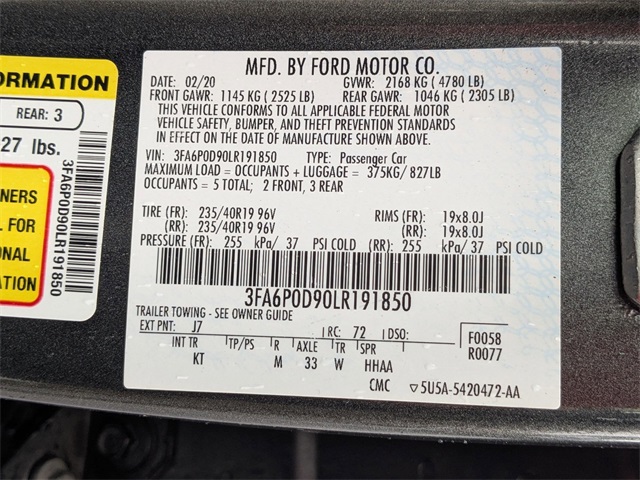 ORMATION
REAR: 3
27 lbs.
NERS
L FOR
ONAL
ATION
3FA6P0D90LR191850
MFD. BY FORD MOTOR CO.
DATE: 02/20 GVWR: 2168 KG ( 4780 LB)
FRONT GAWR: 1145 KG ( 2525 LB) REAR GAWR: 1046 KG ( 2305 LB)
THIS VEHICLE CONFORMS TO ALL APPLICABLE FEDERAL MOTOR
VEHICLE SAFETY, BUMPER, AND THEFT PREVENTION STANDARDS
IN EFFECT ON THE DATE OF MANUFACTURE SHOWN ABOVE.
VIN: 3FA6P0D90LR191850 TYPE: Passenger Car
MAXIMUM LOAD = OCCUPANTS + LUGGAGE = 375KG/ 827LB
OCCUPANTS = 5 TOTAL; 2 FRONT, 3 REAR
TIRE (FR): 235/40R19 96V RIMS (FR): 19x8.0J
(RR): 235/40R19 96V (RR): 19x8.0J
PRESSURE (FR): 255 kPa/ 37 PSI COLD (RR): 255 kPa/ 37 PSI COLD
3FA6P0D90LR191850
TRAILER TOWING - SEE OWNER GUIDE
EXT PNT: J7 RC: 72 DSO: F0058
INT TR TP/PS R AXLE TR SPR R0077
KT M 33 W HHAA
CMC ▽5U5A-5420472-AA